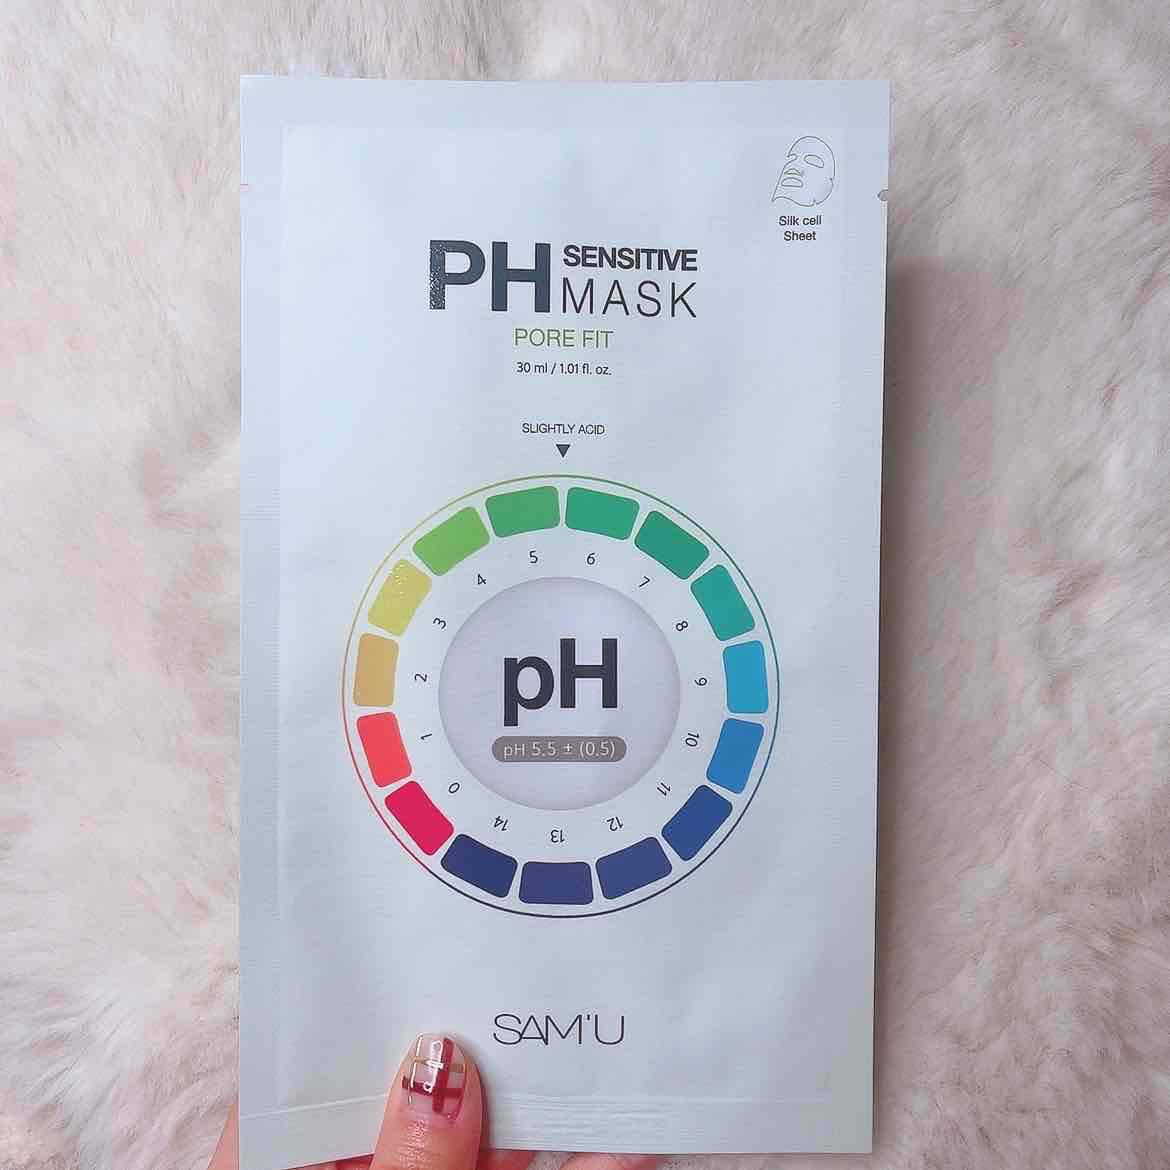 Silk cell
Sheet
PH SENSITIVE
MASK
PORE FIT
30 ml / 1.01 fl. oz.
SLIGHTLY ACID
0
1
2
3
4
5
6
7
8
9
10
11
12
13
14
pH
pH 5.5 ± (0.5)
SAM'U